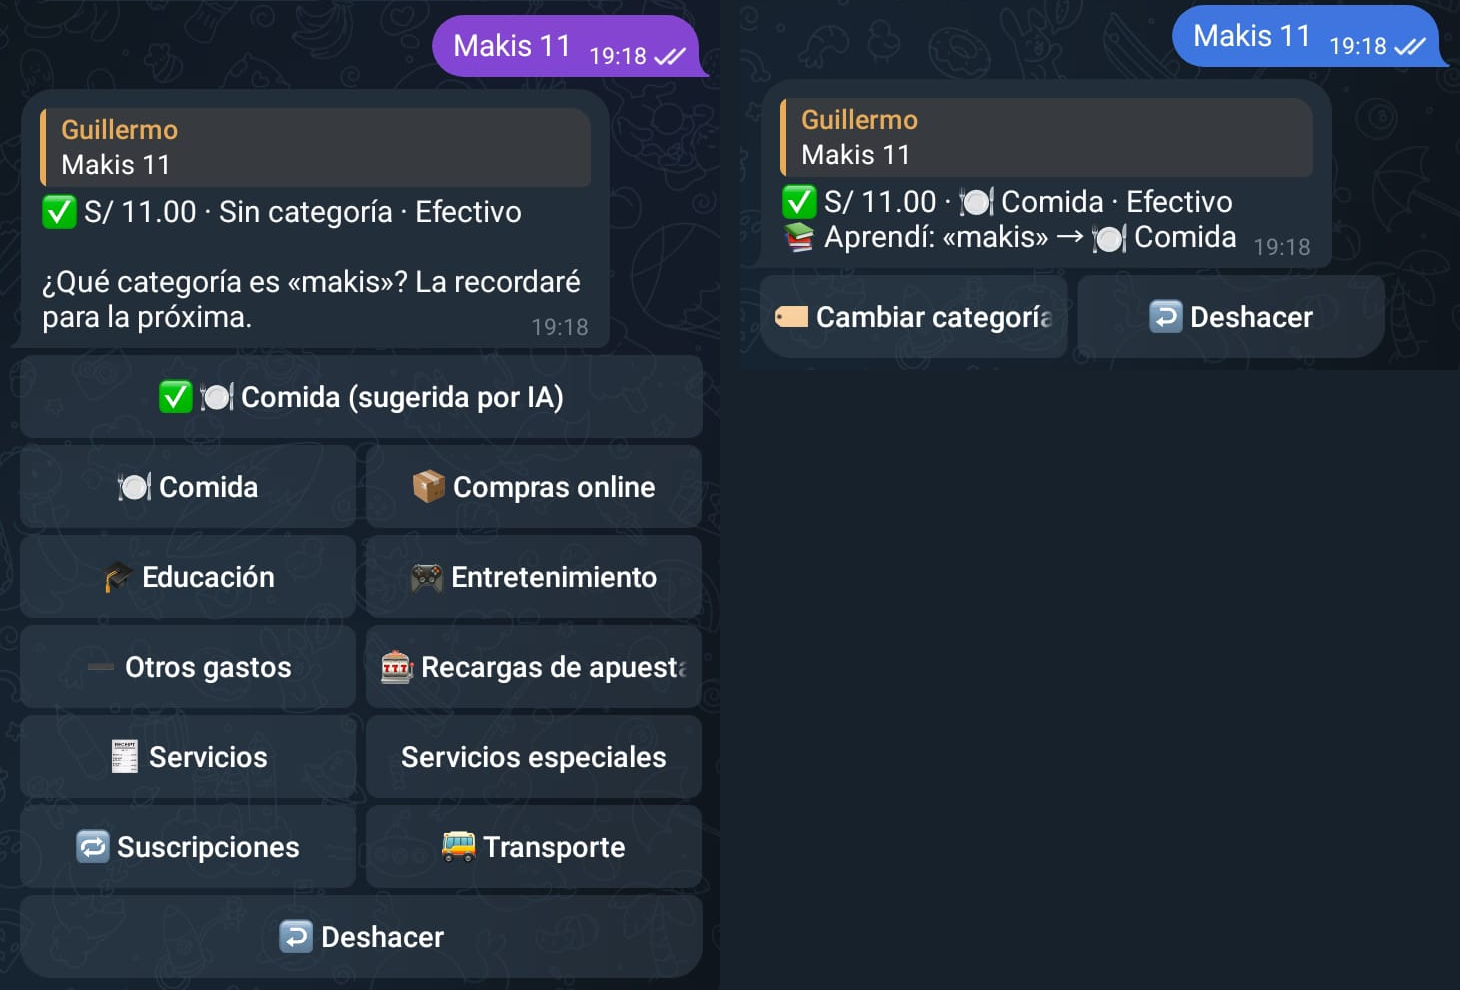 Makis 11 19:18
Guillermo
Makis 11
✅ S/ 11.00 · Sin categoría · Efectivo
¿Qué categoría es «makis»? La recordaré
para la próxima. 19:18
✅ 🍽️ Comida (sugerida por IA)
🍽️ Comida
📦 Compras online
🎓 Educación
🎮 Entretenimiento
➖ Otros gastos
🎰 Recargas de apuesta
🧾 Servicios
Servicios especiales
🔁 Suscripciones
🚌 Transporte
↩️ Deshacer
Makis 11 19:18
Guillermo
Makis 11
✅ S/ 11.00 · 🍽️ Comida · Efectivo
📚 Aprendí: «makis» → 🍽️ Comida 19:18
🏷️ Cambiar categoría
↩️ Deshacer